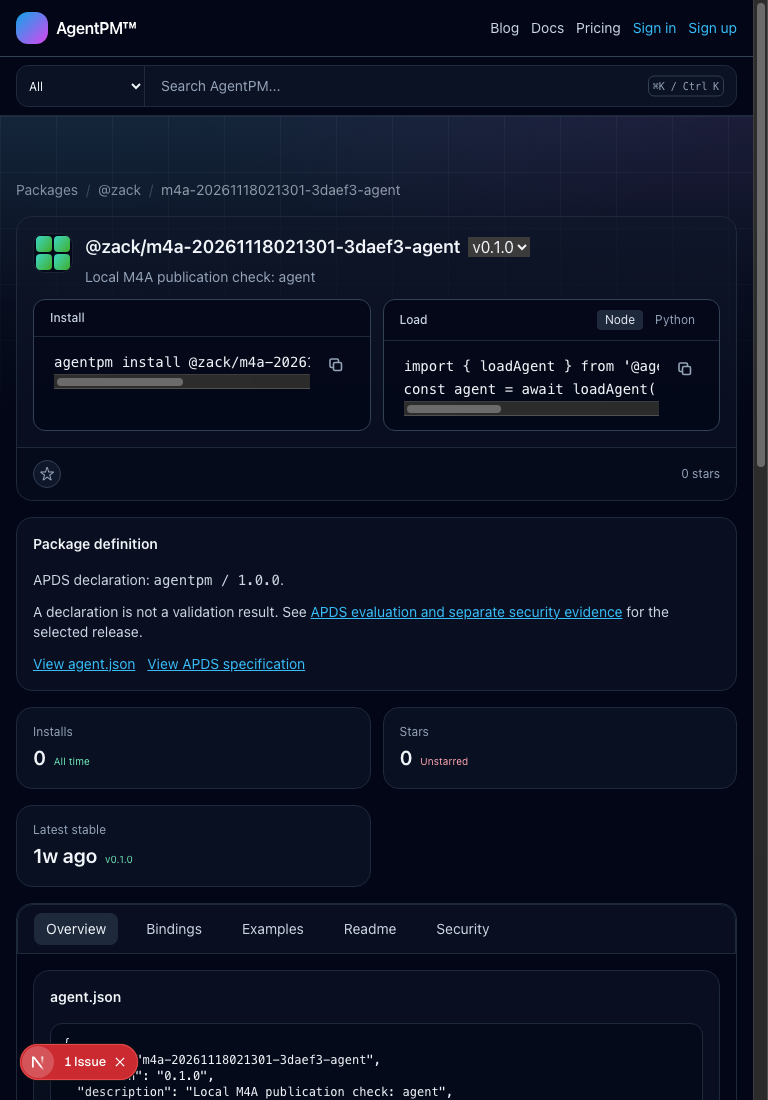 AgentPM™
Blog Docs Pricing Sign in Sign up
All
Search AgentPM...
⌘K / Ctrl K
Packages / @zack / m4a-20261118021301-3daef3-agent
@zack/m4a-20261118021301-3daef3-agent v0.1.0
Local M4A publication check: agent
Install
agentpm install @zack/m4a-2026
Load
Node Python
import { loadAgent } from '@age
const agent = await loadAgent(
0 stars
Package definition
APDS declaration: agentpm / 1.0.0.
A declaration is not a validation result. See APDS evaluation and separate security evidence for the
selected release.
View agent.json View APDS specification
Installs
0 All time
Stars
0 Unstarred
Latest stable
1w ago v0.1.0
Overview Bindings Examples Readme Security
agent.json
{
"m4a-20261118021301-3daef3-agent",
": "0.1.0",
"description": "Local M4A publication check: agent",
N 1 Issue